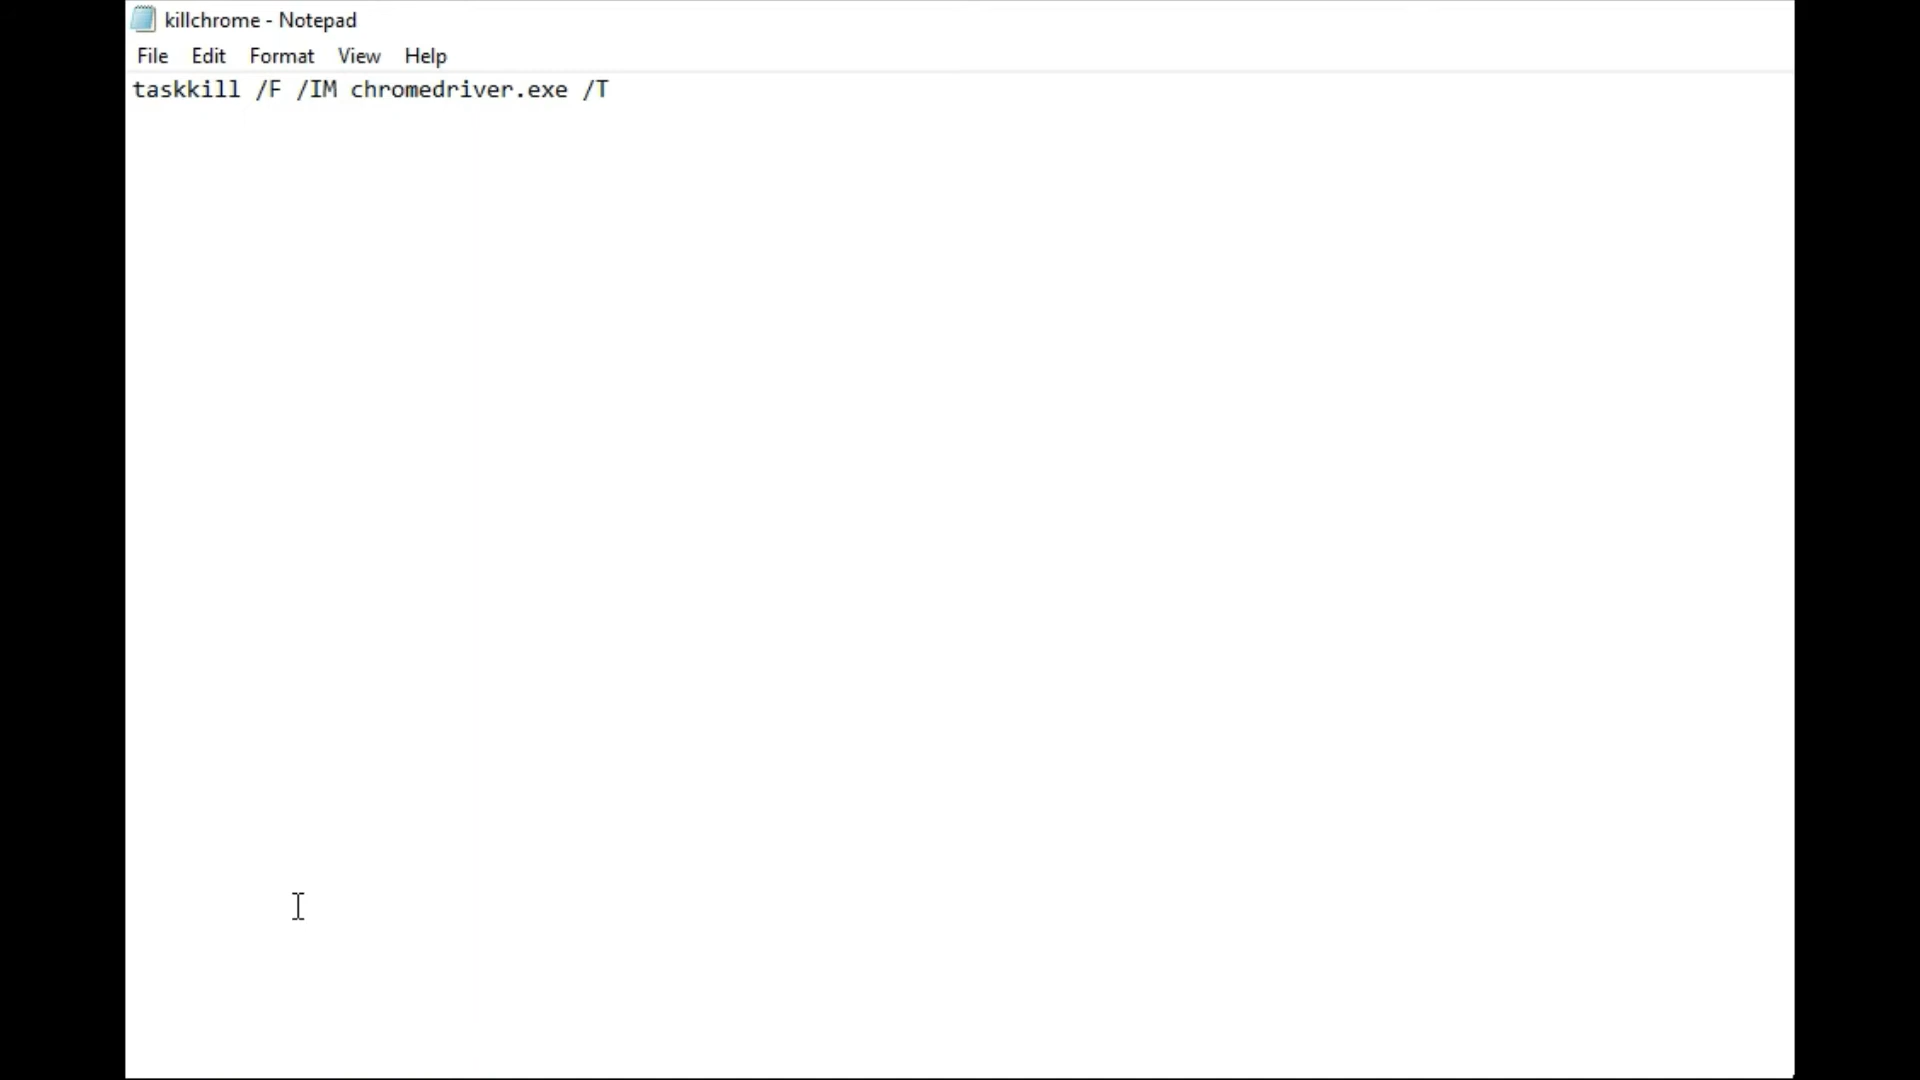 killchrome - Notepad
File Edit Format View Help
taskkill /F /IM chromedriver.exe /T